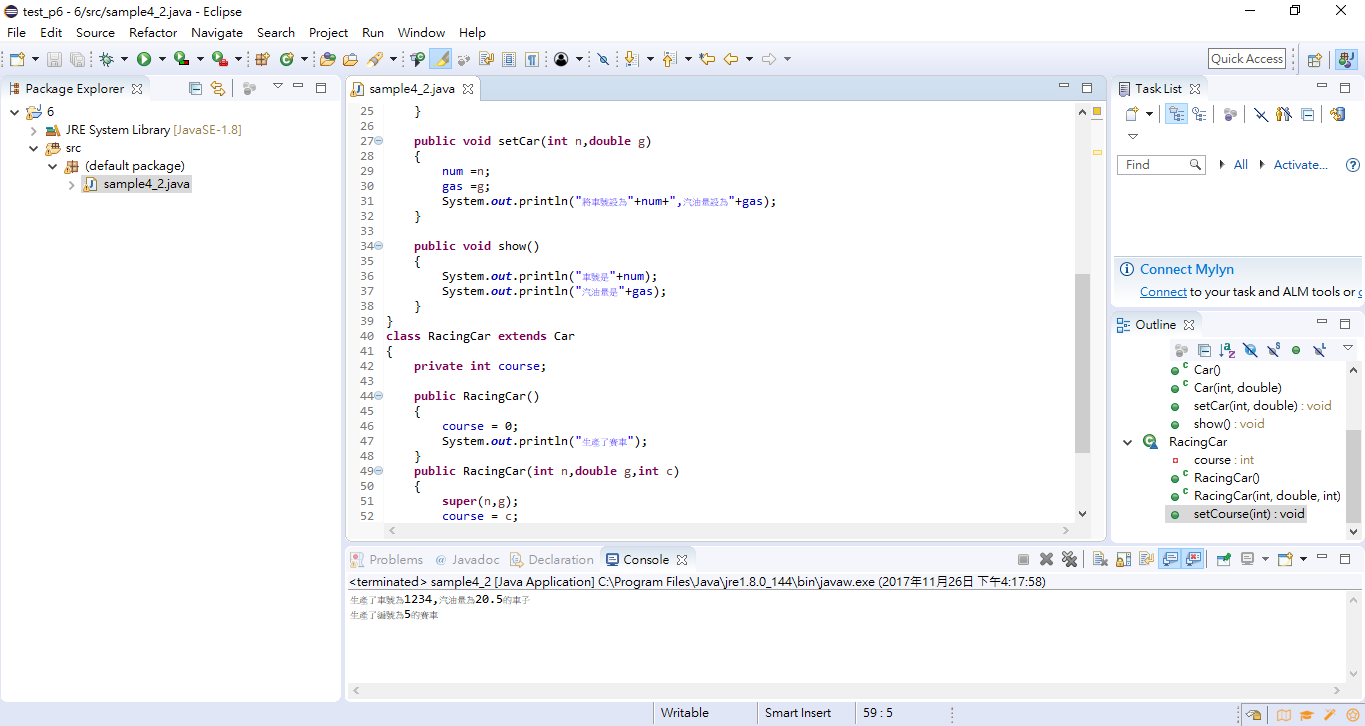 test_p6 - 6/src/sample4_2.java - Eclipse
File Edit Source Refactor Navigate Search Project Run Window Help
Quick Access
Package Explorer
6
JRE System Library [JavaSE-1.8]
src
(default package)
sample4_2.java
sample4_2.java
25 }
26
27 public void setCar(int n,double g)
28 {
29 num =n;
30 gas =g;
31 System.out.println("將車號設為"+num+",汽油量設為"+gas);
32 }
33
34 public void show()
35 {
36 System.out.println("車號是"+num);
37 System.out.println("汽油量是"+gas);
38 }
39 }
40 class RacingCar extends Car
41 {
42 private int course;
43
44 public RacingCar()
45 {
46 course = 0;
47 System.out.println("生產了賽車");
48 }
49 public RacingCar(int n,double g,int c)
50 {
51 super(n,g);
52 course = c;
Task List
Find All Activate...
Connect Mylyn
Connect to your task and ALM tools or
Outline
Car()
Car(int, double)
setCar(int, double) : void
show() : void
RacingCar
course : int
RacingCar()
RacingCar(int, double, int)
setCourse(int) : void
Problems @ Javadoc Declaration Console
<terminated> sample4_2 [Java Application] C:\Program Files\Java\jre1.8.0_144\bin\javaw.exe (2017年11月26日 下午4:17:58)
生產了車號為1234,汽油量為20.5的車子
生產了編號為5的賽車
Writable Smart Insert 59 : 5